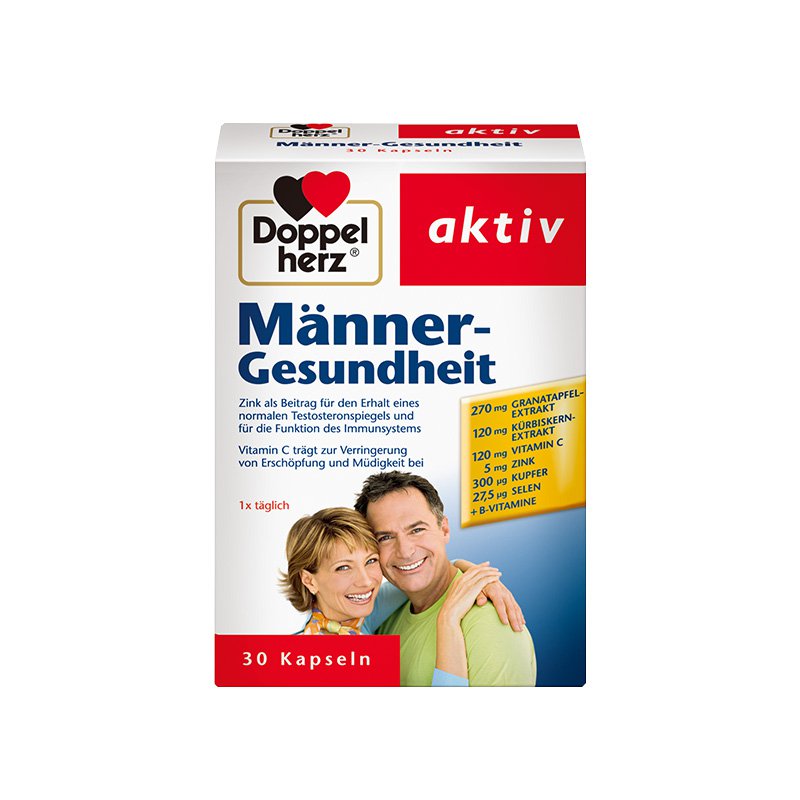 Doppel
herz
aktiv
Männer-Gesundheit
30 Kapseln
Doppel
herz®
aktiv
Männer-
Gesundheit
Zink als Beitrag für den Erhalt eines
normalen Testosteronspiegels und
für die Funktion des Immunsystems
Vitamin C trägt zur Verringerung
von Erschöpfung und Müdigkeit bei
1x täglich
270 mg GRANATAPFEL-
EXTRAKT
120 mg KÜRBISKERN-
EXTRAKT
120 mg VITAMIN C
5 mg ZINK
300 µg KUPFER
27,5 µg SELEN
+ B-VITAMINE
30 Kapseln